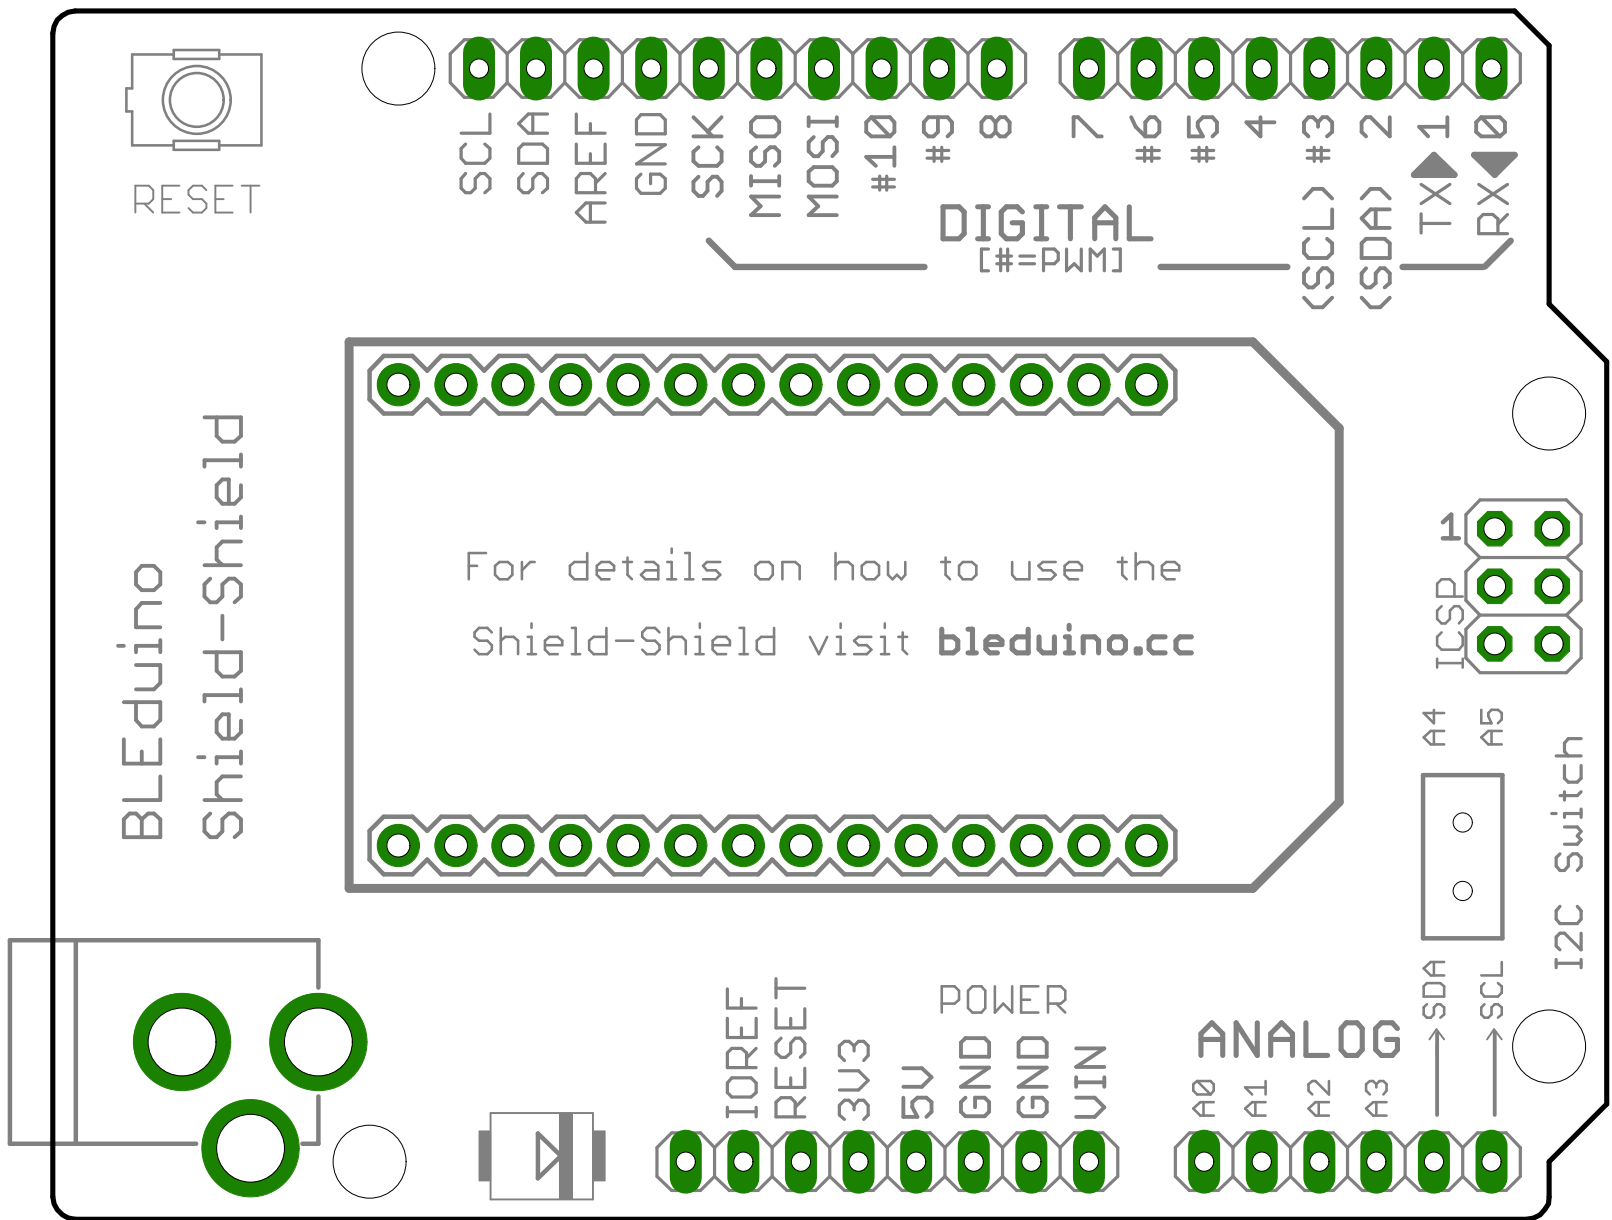 RESET
SCL
SDA
AREF
GND
SCK
MISO
MOSI
#10
#9
8
7
#6
#5
4
#3
2
1
0
(SCL)
(SDA)
TX
RX
DIGITAL
[#=PWM]
BLEduino
Shield-Shield
For details on how to use the
Shield-Shield visit bleduino.cc
1
ICSP
A4
A5
I2C Switch
SDA
SCL
POWER
IOREF
RESET
3V3
5V
GND
GND
VIN
ANALOG
A0
A1
A2
A3